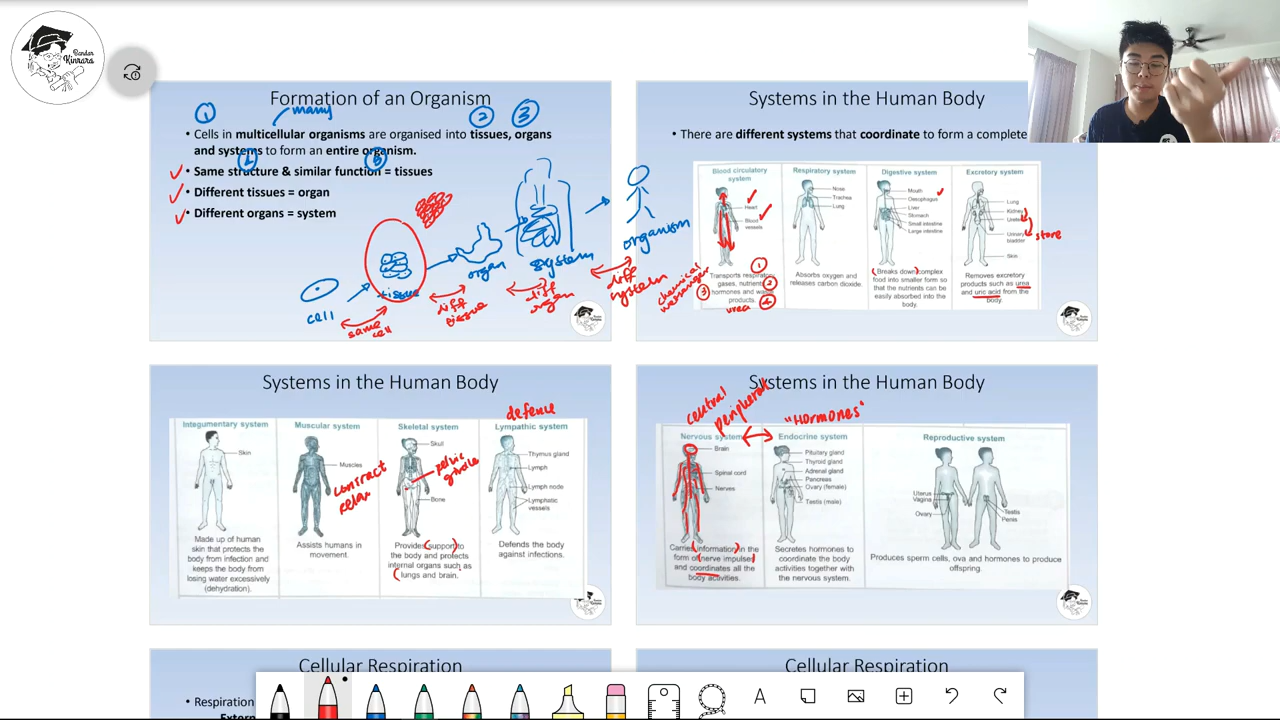 Bandar
Kinrara
Formation of an Organism
many
1
2
3
• Cells in multicellular organisms are organised into tissues, organs
and systems to form an entire organism.
• Same structure & similar function = tissues
• Different tissues = organ
• Different organs = system
cell
tissue
organ
system
organism
same
cell
diff
tissue
diff
organ
diff
system
Systems in the Human Body
• There are different systems that coordinate to form a complete
Blood circulatory
system
Heart
Blood
vessels
Transports respiratory
gases, nutrients,
hormones and waste
products.
1
2
3
4
chemical
messenger
urea
Respiratory system
Nose
Trachea
Lung
Absorbs oxygen and
releases carbon dioxide.
Digestive system
Mouth
Oesophagus
Liver
Stomach
Small intestine
Large intestine
Breaks down complex
food into smaller form so
that the nutrients can be
easily absorbed into the
body.
Excretory system
Lung
Kidney
Ureter
Urinary
bladder
Skin
store
Removes excretory
products such as urea
and uric acid from the
body.
Systems in the Human Body
Integumentary system
Skin
Made up of human
skin that protects the
body from infection and
keeps the body from
losing water excessively
(dehydration).
Muscular system
Muscles
contract
relax
Assists humans in
movement.
Skeletal system
Skull
Bone
pelvic
girdle
Provides support to
the body and protects
internal organs such as
lungs and brain.
defence
Lympathic system
Thymus gland
Lymph
Lymph node
Lymphatic
vessels
Defends the body
against infections.
Systems in the Human Body
central
peripheral
"HORMONES"
Nervous system
Brain
Spinal cord
Nerves
Carries information in the
form of nerve impulses
and coordinates all the
body activities.
Endocrine system
Pituitary gland
Thyroid gland
Adrenal gland
Pancreas
Ovary (female)
Testis (male)
Secretes hormones to
coordinate the body
activities together with
the nervous system.
Reproductive system
Uterus
Vagina
Ovary
Testis
Penis
Produces sperm cells, ova and hormones to produce
offspring.
Cellular Respiration
• Respiration
Cellular Respiration
A